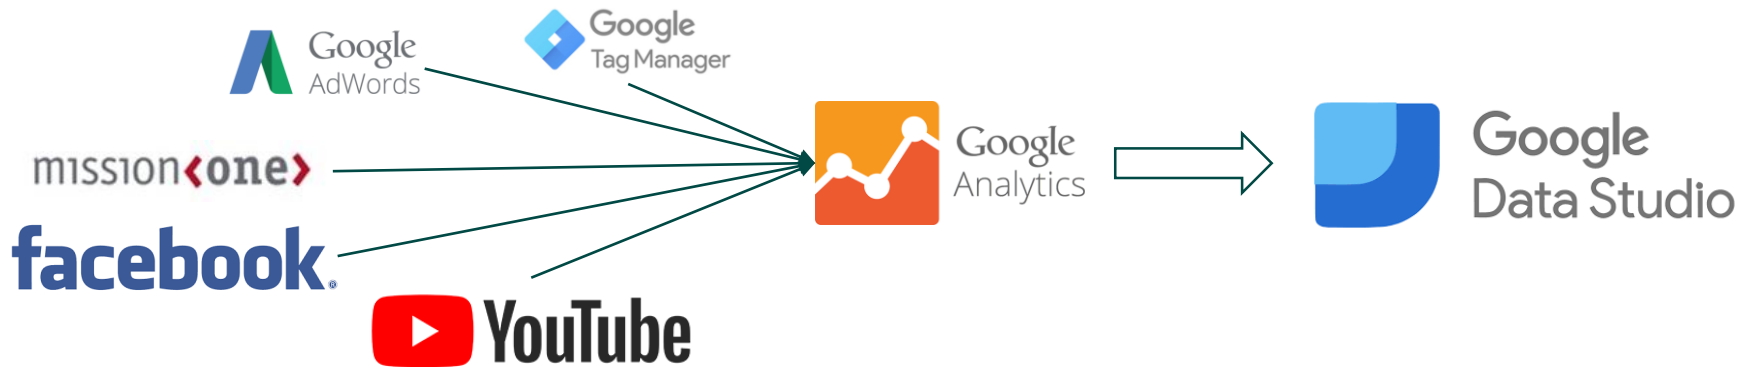 Google
AdWords
Google
Tag Manager
mission<one>
facebook®
YouTube
Google
Analytics
Google
Data Studio